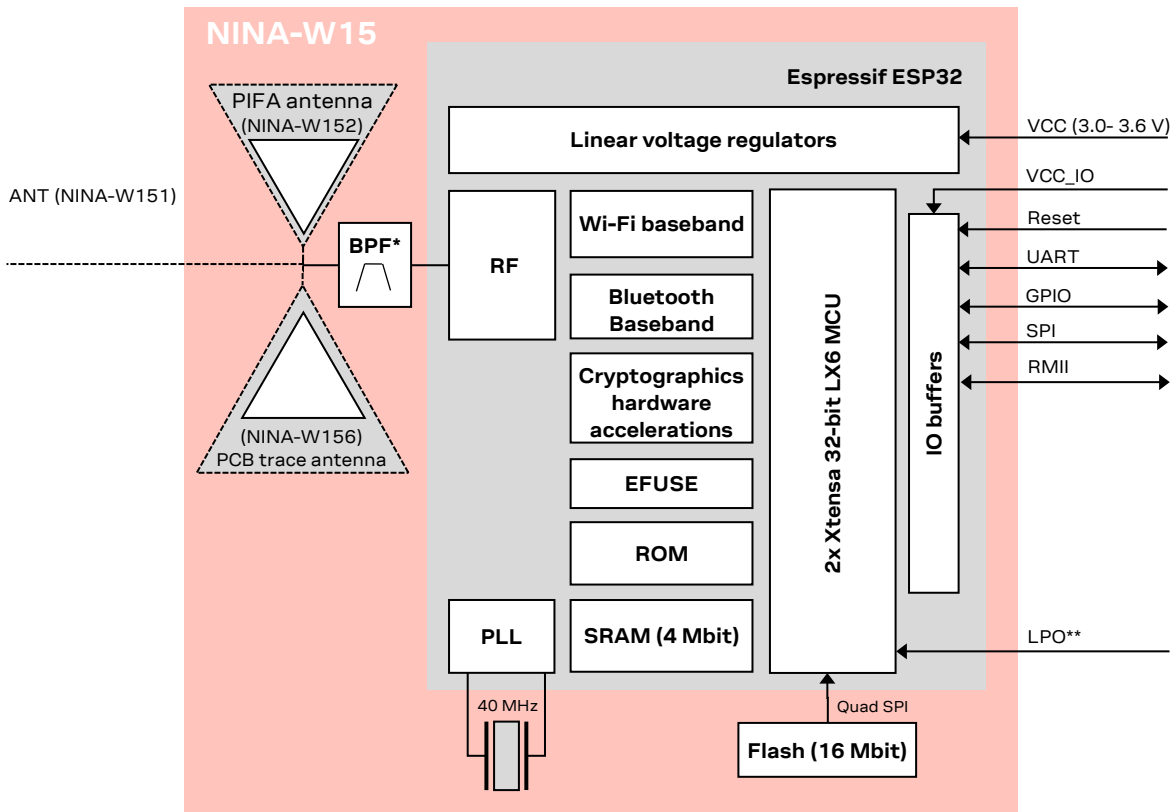 NINA-W15
Espressif ESP32
PIFA antenna
(NINA-W152)
Linear voltage regulators
VCC (3.0- 3.6 V)
VCC_IO
ANT (NINA-W151)
Reset
BPF*
RF
Wi-Fi baseband
UART
Bluetooth
Baseband
GPIO
SPI
RMII
Cryptographics
hardware
accelerations
2x Xtensa 32-bit LX6 MCU
IO buffers
(NINA-W156)
PCB trace antenna
EFUSE
ROM
PLL
SRAM (4 Mbit)
LPO**
40 MHz
Quad SPI
Flash (16 Mbit)